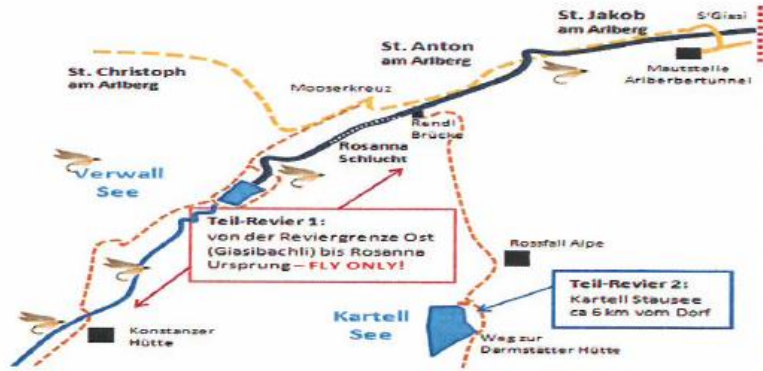 St. Jakob
am Arlberg
S'Giasi
St. Anton
am Arlberg
St. Christoph
am Arlberg
Mautstelle
Arlbergtunnel
Mooserkreuz
Rendl
Brücke
Rosanna
Schlucht
Verwall
See
Teil-Revier 1:
von der Reviergrenze Ost
(Giasibachli) bis Rosanna
Ursprung – FLY ONLY!
Rossfall Alpe
Teil-Revier 2:
Kartell Stausee
ca 6 km vom Dorf
Kartell
See
Konstanzer
Hütte
Weg zur
Darmstätter Hütte